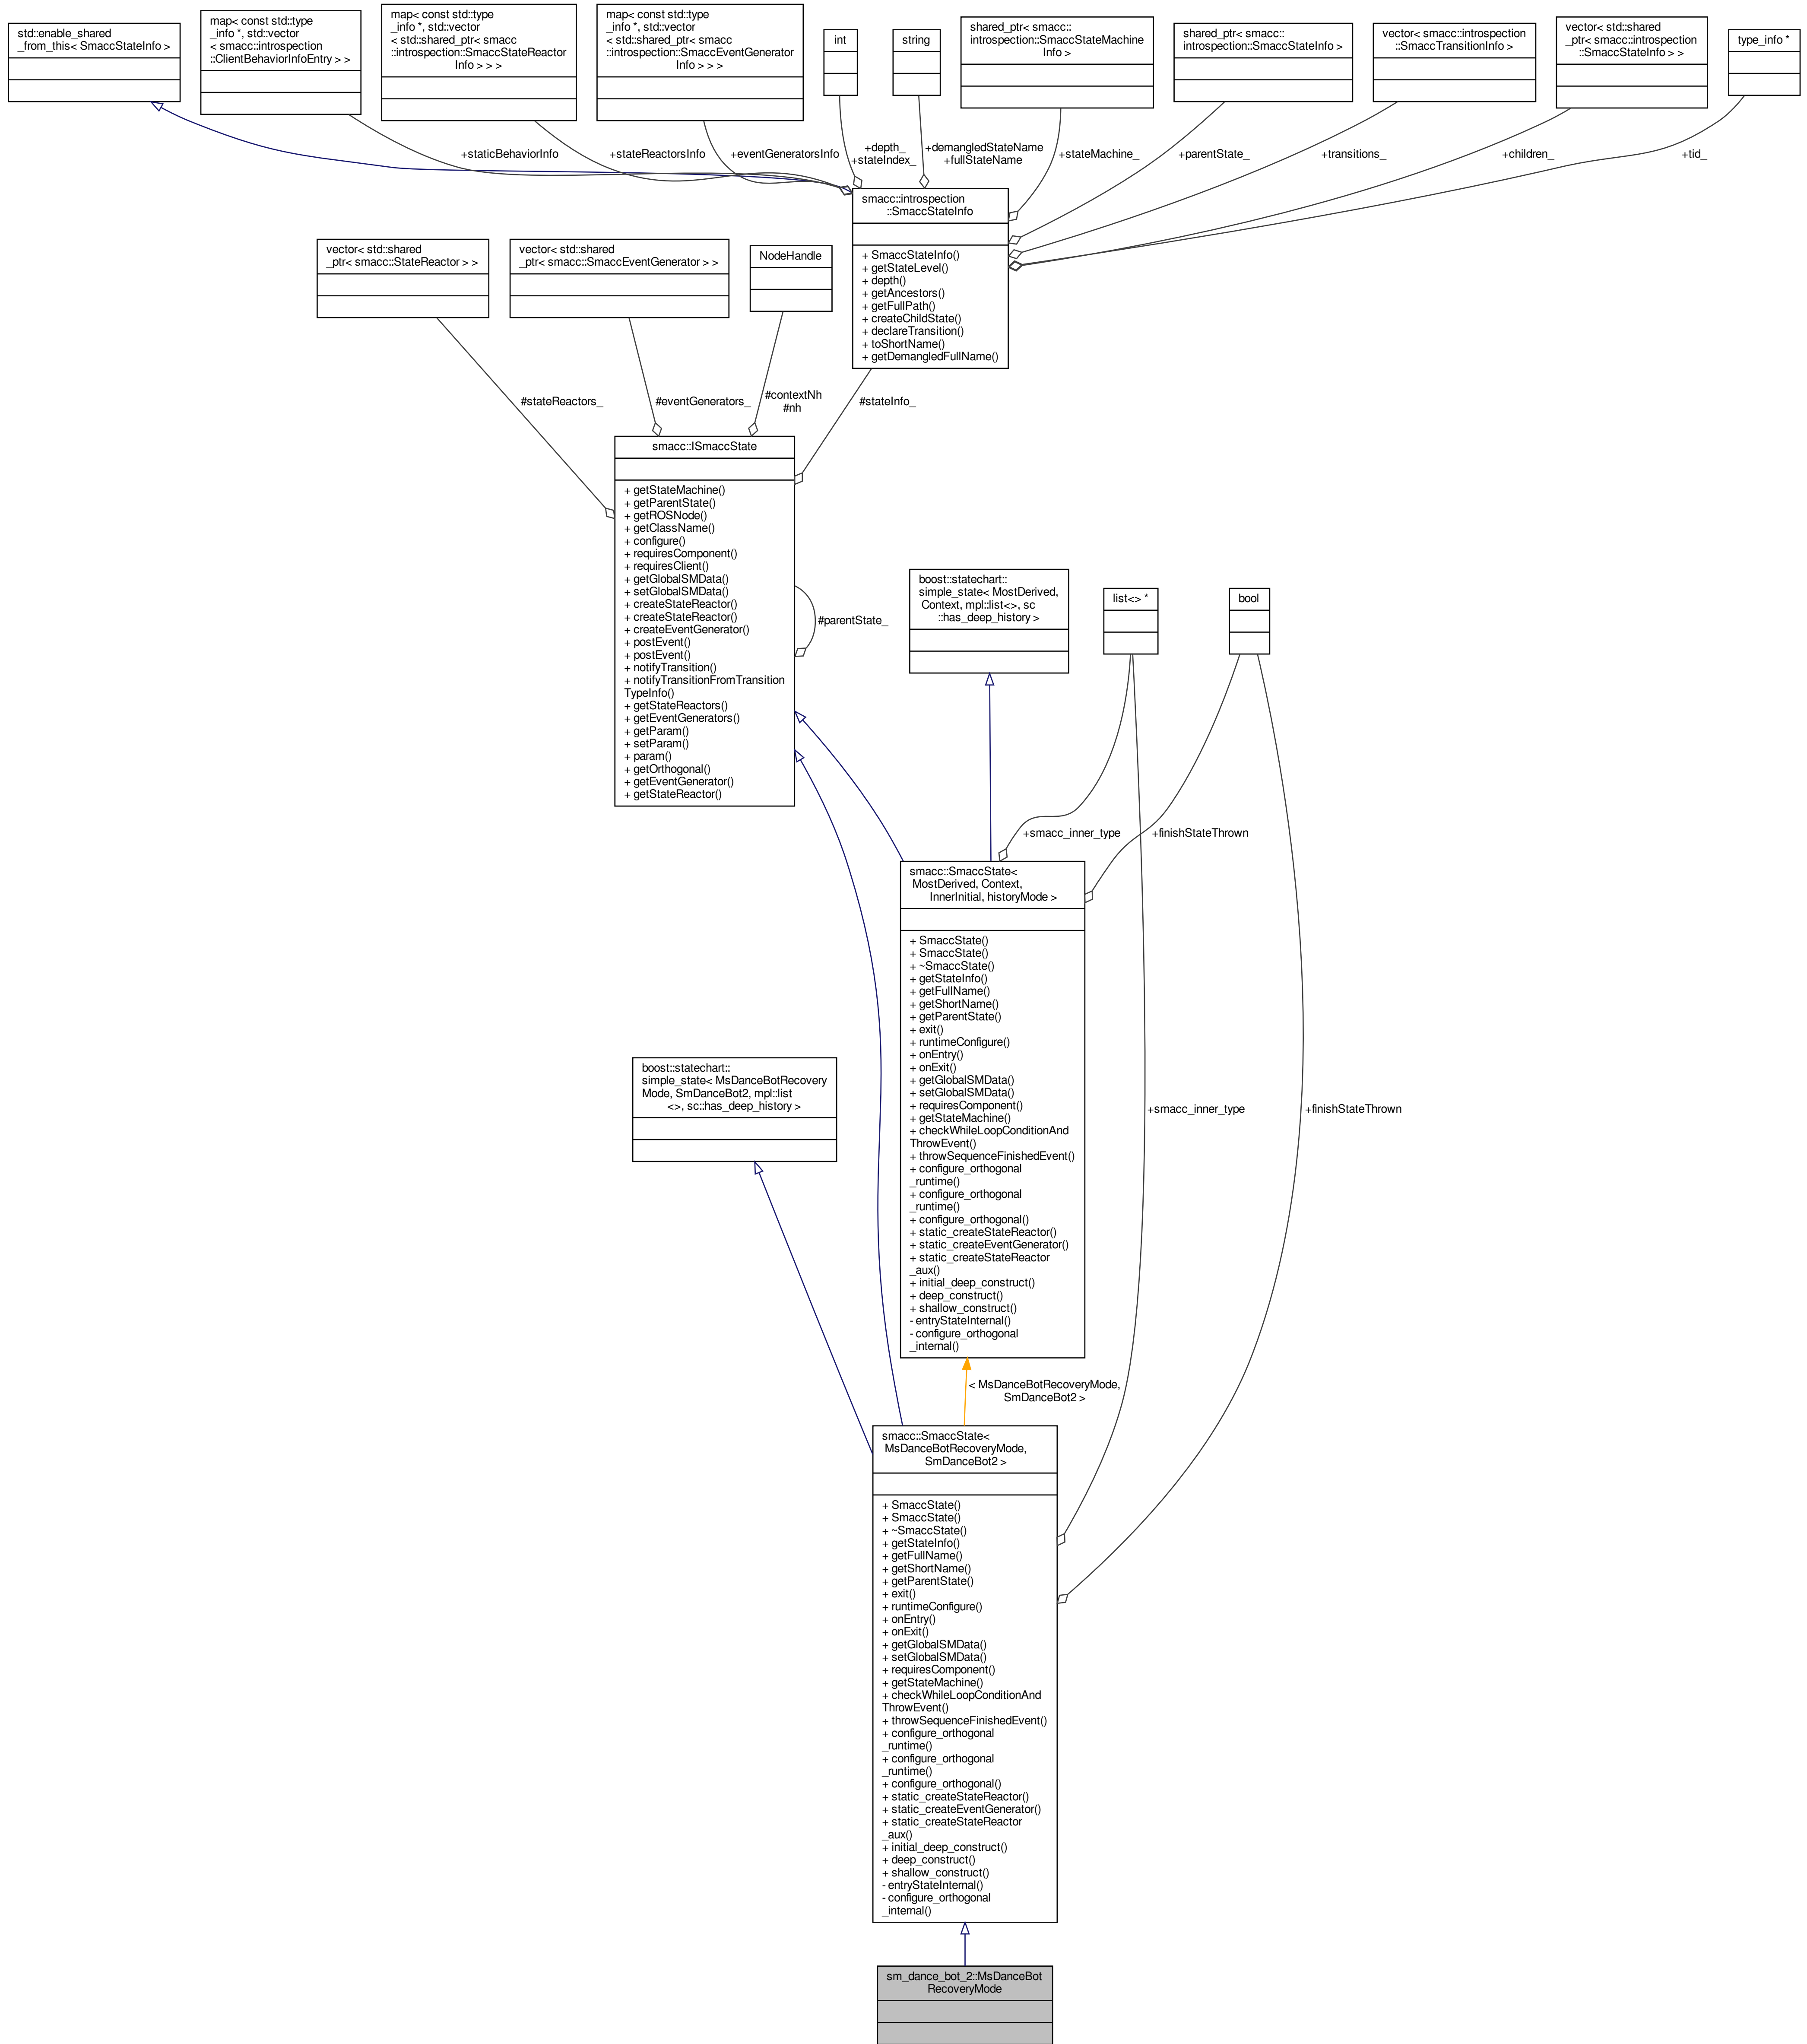 std::enable_shared
_from_this< SmaccStateInfo >
map< const std::type
_info *, std::vector
< smacc::introspection
::ClientBehaviorInfoEntry > >
map< const std::type
_info *, std::vector
< std::shared_ptr< smacc
::introspection::SmaccStateReactor
Info > > >
map< const std::type
_info *, std::vector
< std::shared_ptr< smacc
::introspection::SmaccEventGenerator
Info > > >
int
string
shared_ptr< smacc::
introspection::SmaccStateMachine
Info >
shared_ptr< smacc::
introspection::SmaccStateInfo >
vector< smacc::introspection
::SmaccTransitionInfo >
vector< std::shared
_ptr< smacc::introspection
::SmaccStateInfo > >
type_info *
+staticBehaviorInfo
+stateReactorsInfo
+eventGeneratorsInfo
+depth_
+stateIndex_
+demangledStateName
+fullStateName
+stateMachine_
+parentState_
+transitions_
+children_
+tid_
smacc::introspection
::SmaccStateInfo
+ SmaccStateInfo()
+ getStateLevel()
+ depth()
+ getAncestors()
+ getFullPath()
+ createChildState()
+ declareTransition()
+ toShortName()
+ getDemangledFullName()
vector< std::shared
_ptr< smacc::StateReactor > >
vector< std::shared
_ptr< smacc::SmaccEventGenerator > >
NodeHandle
#stateReactors_
#eventGenerators_
#contextNh
#nh
#stateInfo_
smacc::ISmaccState
+ getStateMachine()
+ getParentState()
+ getROSNode()
+ getClassName()
+ configure()
+ requiresComponent()
+ requiresClient()
+ getGlobalSMData()
+ setGlobalSMData()
+ createStateReactor()
+ createStateReactor()
+ createEventGenerator()
+ postEvent()
+ postEvent()
+ notifyTransition()
+ notifyTransitionFromTransition
TypeInfo()
+ getStateReactors()
+ getEventGenerators()
+ getParam()
+ setParam()
+ param()
+ getOrthogonal()
+ getEventGenerator()
+ getStateReactor()
#parentState_
boost::statechart::
simple_state< MostDerived,
Context, mpl::list<>, sc
::has_deep_history >
list<> *
bool
+smacc_inner_type
+finishStateThrown
smacc::SmaccState<
MostDerived, Context,
InnerInitial, historyMode >
+ SmaccState()
+ SmaccState()
+ ~SmaccState()
+ getStateInfo()
+ getFullName()
+ getShortName()
+ getParentState()
+ exit()
+ runtimeConfigure()
+ onEntry()
+ onExit()
+ getGlobalSMData()
+ setGlobalSMData()
+ requiresComponent()
+ getStateMachine()
+ checkWhileLoopConditionAnd
ThrowEvent()
+ throwSequenceFinishedEvent()
+ configure_orthogonal
_runtime()
+ configure_orthogonal
_runtime()
+ configure_orthogonal()
+ static_createStateReactor()
+ static_createEventGenerator()
+ static_createStateReactor
_aux()
+ initial_deep_construct()
+ deep_construct()
+ shallow_construct()
- entryStateInternal()
- configure_orthogonal
_internal()
boost::statechart::
simple_state< MsDanceBotRecovery
Mode, SmDanceBot2, mpl::list
<>, sc::has_deep_history >
+smacc_inner_type
+finishStateThrown
< MsDanceBotRecoveryMode,
SmDanceBot2 >
smacc::SmaccState<
MsDanceBotRecoveryMode,
SmDanceBot2 >
+ SmaccState()
+ SmaccState()
+ ~SmaccState()
+ getStateInfo()
+ getFullName()
+ getShortName()
+ getParentState()
+ exit()
+ runtimeConfigure()
+ onEntry()
+ onExit()
+ getGlobalSMData()
+ setGlobalSMData()
+ requiresComponent()
+ getStateMachine()
+ checkWhileLoopConditionAnd
ThrowEvent()
+ throwSequenceFinishedEvent()
+ configure_orthogonal
_runtime()
+ configure_orthogonal
_runtime()
+ configure_orthogonal()
+ static_createStateReactor()
+ static_createEventGenerator()
+ static_createStateReactor
_aux()
+ initial_deep_construct()
+ deep_construct()
+ shallow_construct()
- entryStateInternal()
- configure_orthogonal
_internal()
sm_dance_bot_2::MsDanceBot
RecoveryMode